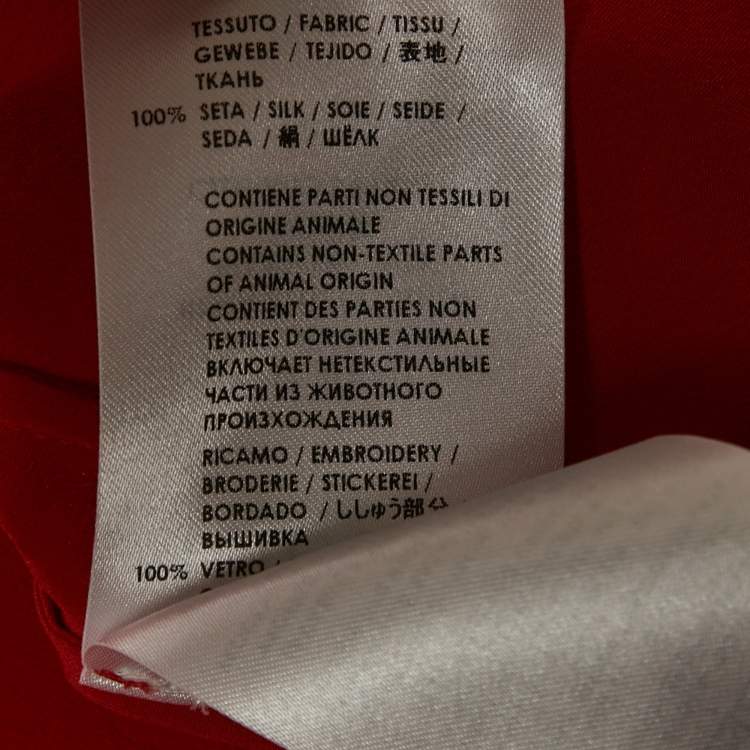 TESSUTO / FABRIC / TISSU /
GEWEBE / TEJIDO / 表地 /
ТКАНЬ
100% SETA / SILK / SOIE / SEIDE /
SEDA / 絹 / ШЁЛК
CONTIENE PARTI NON TESSILI DI
ORIGINE ANIMALE
CONTAINS NON-TEXTILE PARTS
OF ANIMAL ORIGIN
CONTIENT DES PARTIES NON
TEXTILES D'ORIGINE ANIMALE
ВКЛЮЧАЕТ НЕТЕКСТИЛЬНЫЕ
ЧАСТИ ИЗ ЖИВОТНОГО
ПРОИЗХОЖДЕНИЯ
RICAMO / EMBROIDERY /
BRODERIE / STICKEREI /
BORDADO / ししゅう部分
ВЫШИВКА
100% VETRO /